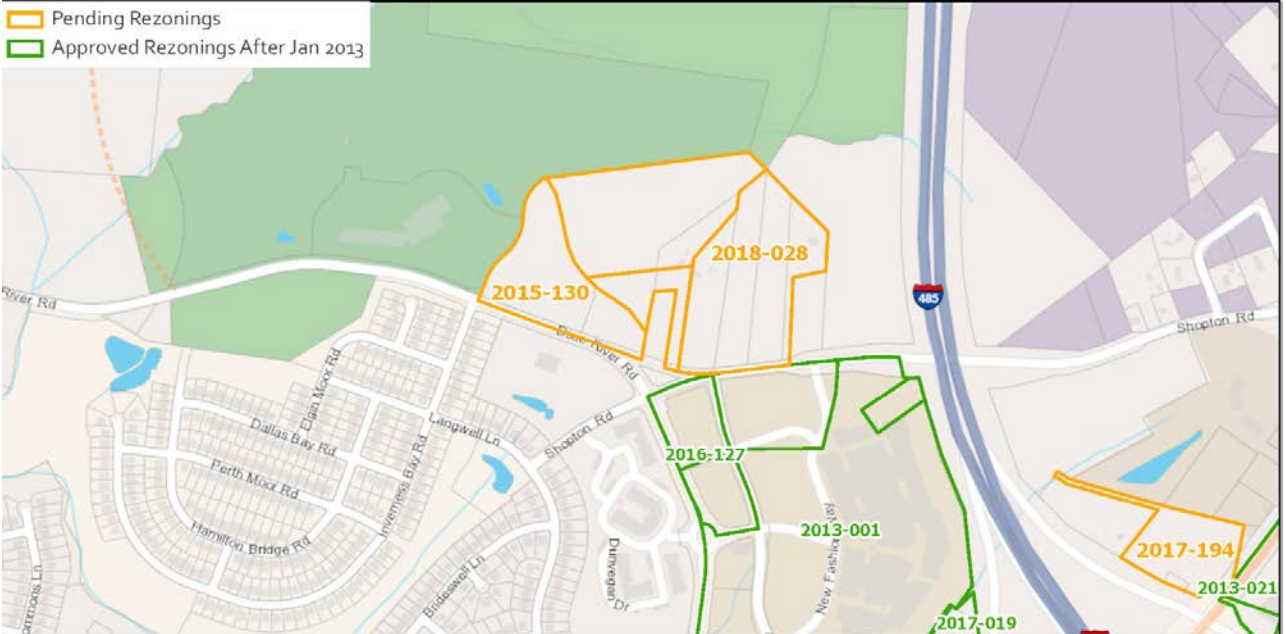 Pending Rezonings
Approved Rezonings After Jan 2013
2018-028
2015-130
485
River Rd
Shopton Rd
Dixie River Rd
Elgin Moor Rd
Langwell Ln
Dallas Bay Rd
Shopton Rd
2016-127
Perth Moor Rd
Inverness Bay Rd
Hamilton Bridge Rd
2013-001
2017-194
Dunvegan Dr
New Fashion Way
Brideswell Ln
2013-021
2017-019